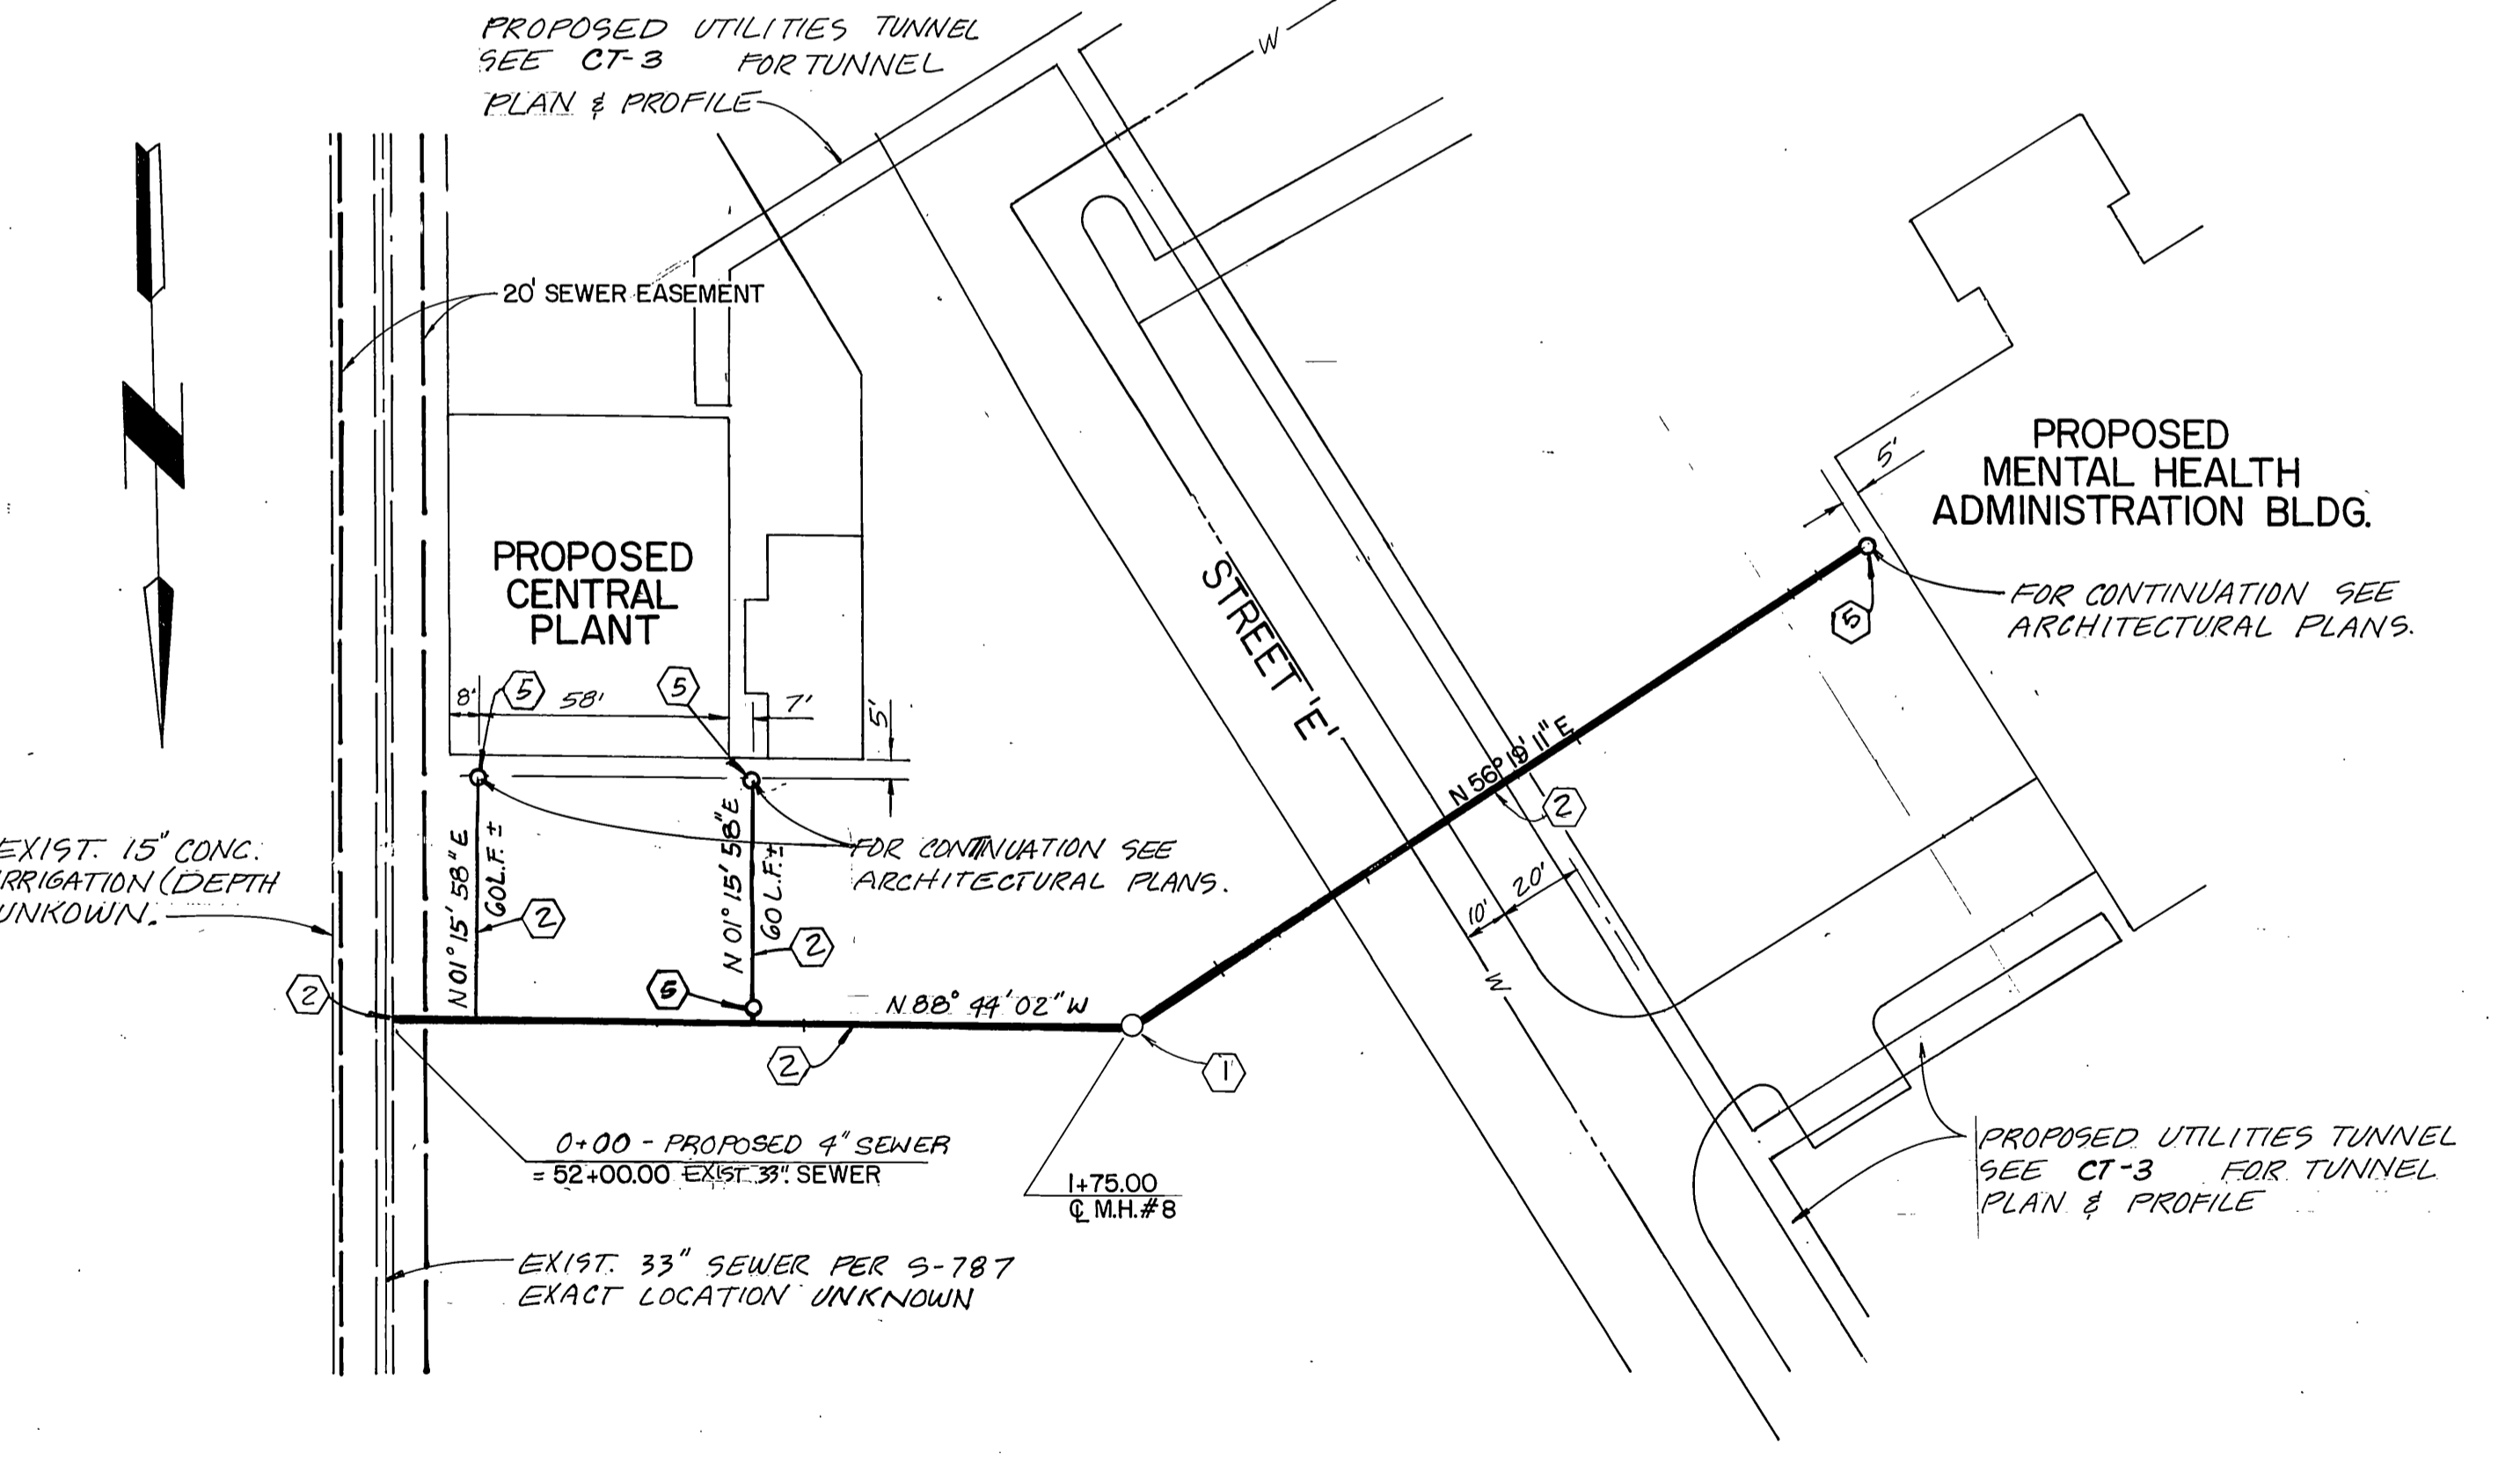 PROPOSED UTILITIES TUNNEL
SEE CT-3 FOR TUNNEL
PLAN & PROFILE
W
N
20' SEWER EASEMENT
PROPOSED
CENTRAL
PLANT
8'
5
58'
5
7'
5'
STREET 'E'
PROPOSED
MENTAL HEALTH
ADMINISTRATION BLDG.
5'
FOR CONTINUATION SEE
ARCHITECTURAL PLANS.
5
N 56° 19' 11" E
2
10'
20'
W
EXIST. 15" CONC.
RRIGATION (DEPTH
UNKOWN.
N 01° 15' 58" E
60 L.F. ±
2
N 01° 15' 58" E
60 L.F. ±
2
FOR CONTINUATION SEE
ARCHITECTURAL PLANS.
2
5
N 88° 44' 02" W
2
1
0+00 - PROPOSED 4" SEWER
= 52+00.00 EXIST 33". SEWER
1+75.00
℄ M.H.#8
EXIST. 33" SEWER PER S-787
EXACT LOCATION UNKNOWN
PROPOSED UTILITIES TUNNEL
SEE CT-3 FOR TUNNEL
PLAN & PROFILE